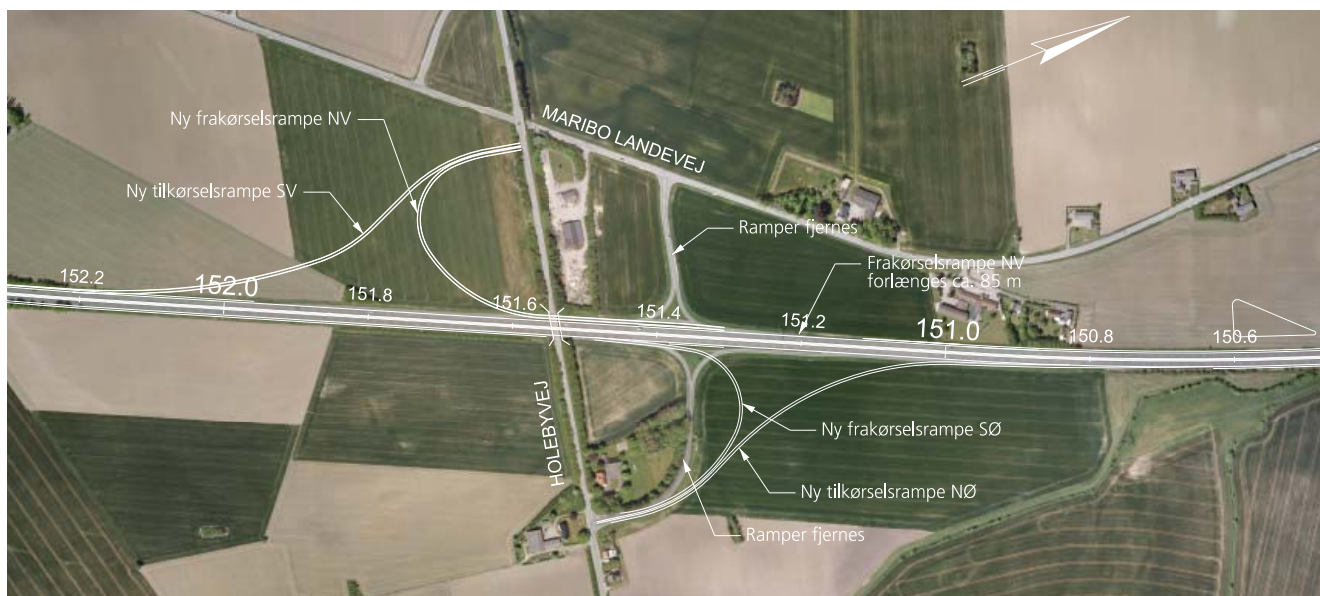 Ny frakørselsrampe NV
MARIBO LANDEVEJ
Ny tilkørselsrampe SV
Ramper fjernes
Frakørselsrampe NV
forlænges ca. 85 m
152.2
152.0
151.8
151.6
151.4
151.2
151.0
150.8
150.6
HOLEBYVEJ
Ny frakørselsrampe SØ
Ny tilkørselsrampe NØ
Ramper fjernes